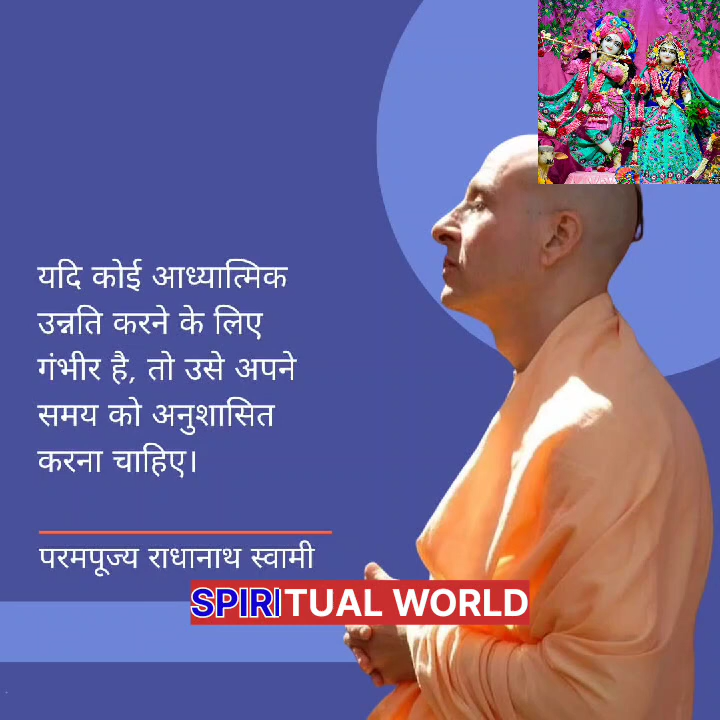 यदि कोई आध्यात्मिक
उन्नति करने के लिए
गंभीर है, तो उसे अपने
समय को अनुशासित
करना चाहिए।
परमपूज्य राधानाथ स्वामी
SPIRITUAL WORLD